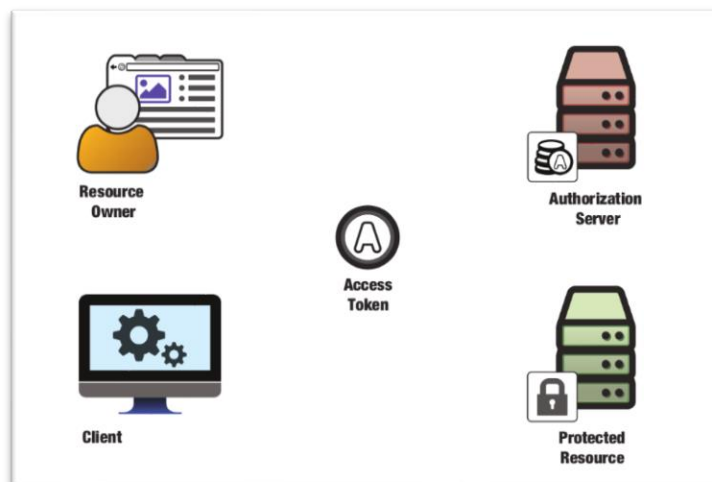 Resource
Owner
Authorization
Server
A
A
Access
Token
Client
Protected
Resource